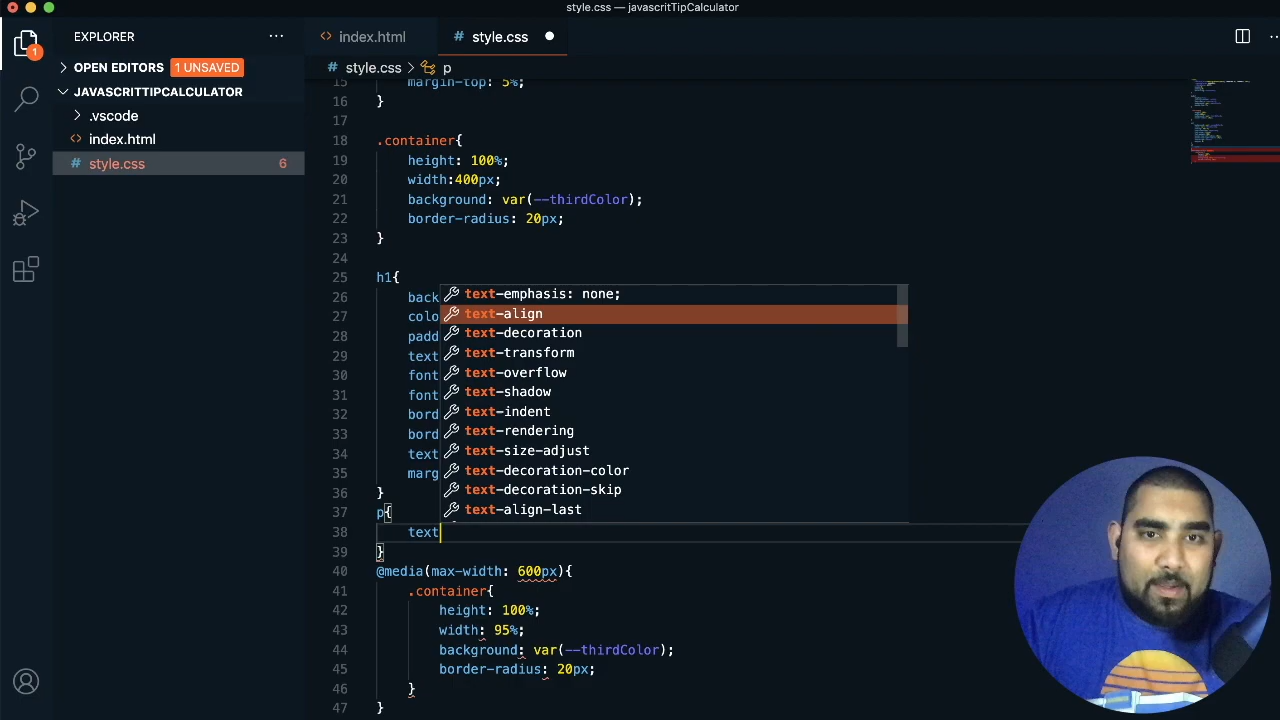 style.css — javascritTipCalculator
EXPLORER
index.html
# style.css
1
OPEN EDITORS 1 UNSAVED
JAVASCRITTIPCALCULATOR
.vscode
index.html
# style.css 6
# style.css > p
15 margin-top: 5%;
16 }
17
18 .container{
19 height: 100%;
20 width:400px;
21 background: var(--thirdColor);
22 border-radius: 20px;
23 }
24
25 h1{
26 back
27 colo
28 padd
29 text
30 font
31 font
32 bord
33 bord
34 text
35 marg
36 }
37 p{
38 text
39 }
40 @media(max-width: 600px){
41 .container{
42 height: 100%;
43 width: 95%;
44 background: var(--thirdColor);
45 border-radius: 20px;
46 }
47 }
text-emphasis: none;
text-align
text-decoration
text-transform
text-overflow
text-shadow
text-indent
text-rendering
text-size-adjust
text-decoration-color
text-decoration-skip
text-align-last